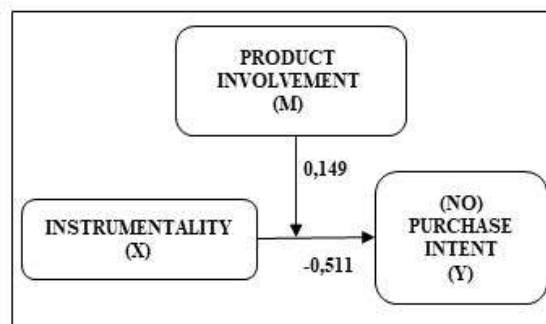 PRODUCT
INVOLVEMENT
(M)
0,149
INSTRUMENTALITY
(X)
-0,511
(NO)
PURCHASE
INTENT
(Y)